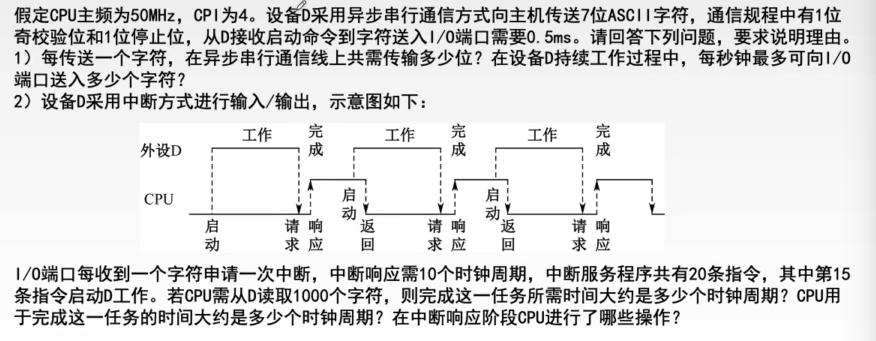 假定CPU主频为50MHz，CPI为4。设备D采用异步串行通信方式向主机传送7位ASCII字符，通信规程中有1位
奇校验位和1位停止位，从D接收启动命令到字符送入I/O端口需要0.5ms。请回答下列问题，要求说明理由。
1）每传送一个字符，在异步串行通信线上共需传输多少位？在设备D持续工作过程中，每秒钟最多可向I/O
端口送入多少个字符？
2）设备D采用中断方式进行输入/输出，示意图如下：
工作 完成 工作 完成 工作 完成
外设D
CPU
启动 请求 响应 启动 返回 请求 响应 启动 返回 请求 响应
I/O端口每收到一个字符申请一次中断，中断响应需10个时钟周期，中断服务程序共有20条指令，其中第15
条指令启动D工作。若CPU需从D读取1000个字符，则完成这一任务所需时间大约是多少个时钟周期？CPU用
于完成这一任务的时间大约是多少个时钟周期？在中断响应阶段CPU进行了哪些操作？